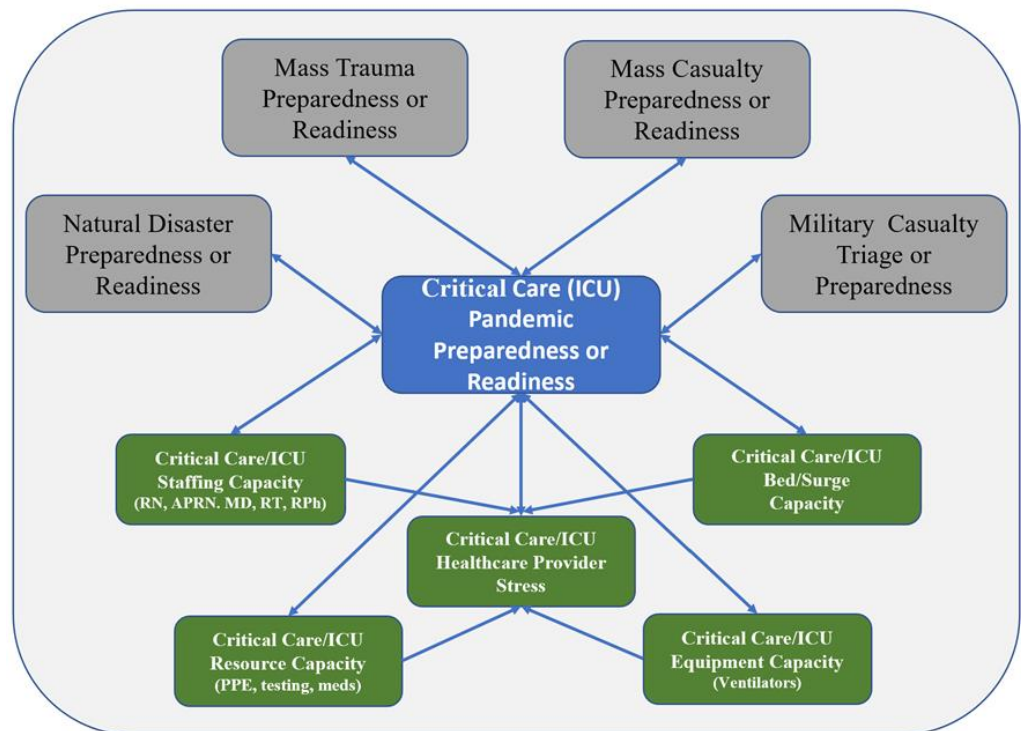 Mass Trauma
Preparedness or
Readiness
Mass Casualty
Preparedness or
Readiness
Natural Disaster
Preparedness or
Readiness
Military Casualty
Triage or
Preparedness
Critical Care (ICU)
Pandemic
Preparedness or
Readiness
Critical Care/ICU
Staffing Capacity
(RN, APRN. MD, RT, RPh)
Critical Care/ICU
Bed/Surge
Capacity
Critical Care/ICU
Healthcare Provider
Stress
Critical Care/ICU
Resource Capacity
(PPE, testing, meds)
Critical Care/ICU
Equipment Capacity
(Ventilators)